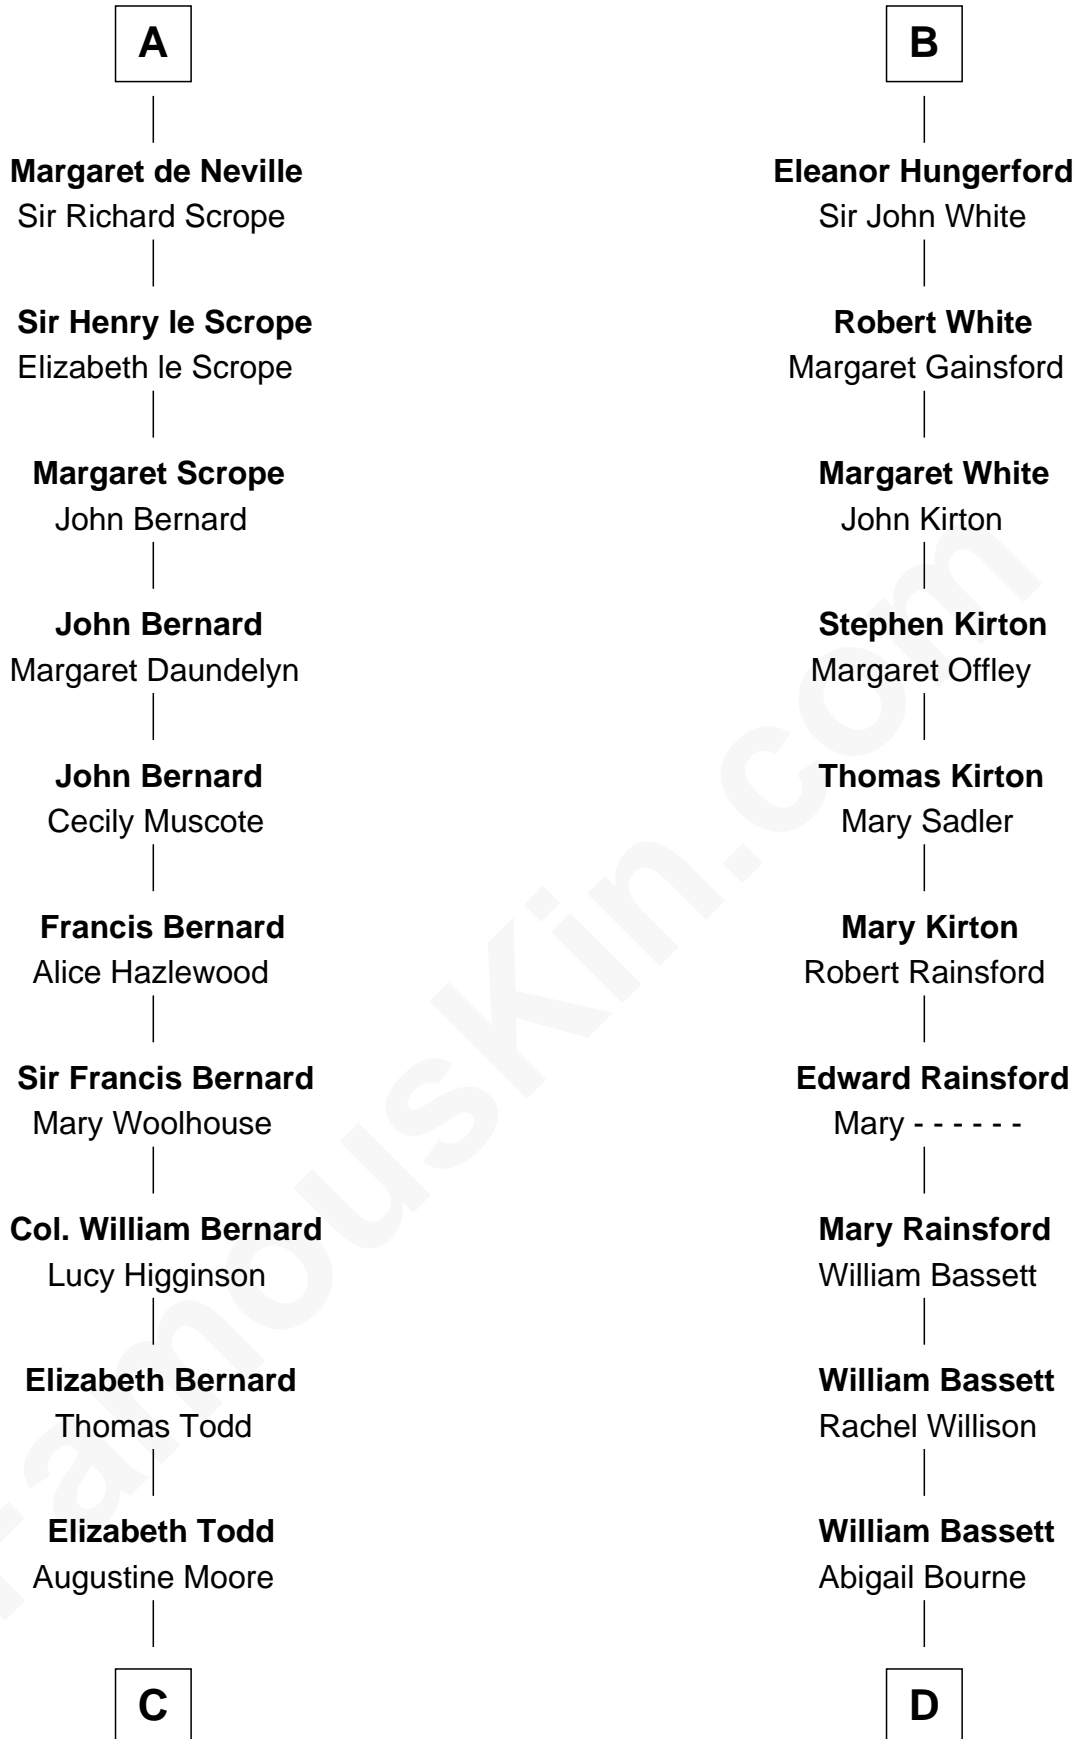 A
Margaret de Neville
Sir Richard Scrope
Sir Henry le Scrope
Elizabeth le Scrope
Margaret Scrope
John Bernard
John Bernard
Margaret Daundelyn
John Bernard
Cecily Muscote
Francis Bernard
Alice Hazlewood
Sir Francis Bernard
Mary Woolhouse
Col. William Bernard
Lucy Higginson
Elizabeth Bernard
Thomas Todd
Elizabeth Todd
Augustine Moore
C
B
Eleanor Hungerford
Sir John White
Robert White
Margaret Gainsford
Margaret White
John Kirton
Stephen Kirton
Margaret Offley
Thomas Kirton
Mary Sadler
Mary Kirton
Robert Rainsford
Edward Rainsford
Mary - - - - - -
Mary Rainsford
William Bassett
William Bassett
Rachel Willison
William Bassett
Abigail Bourne
D
FamousKin.com